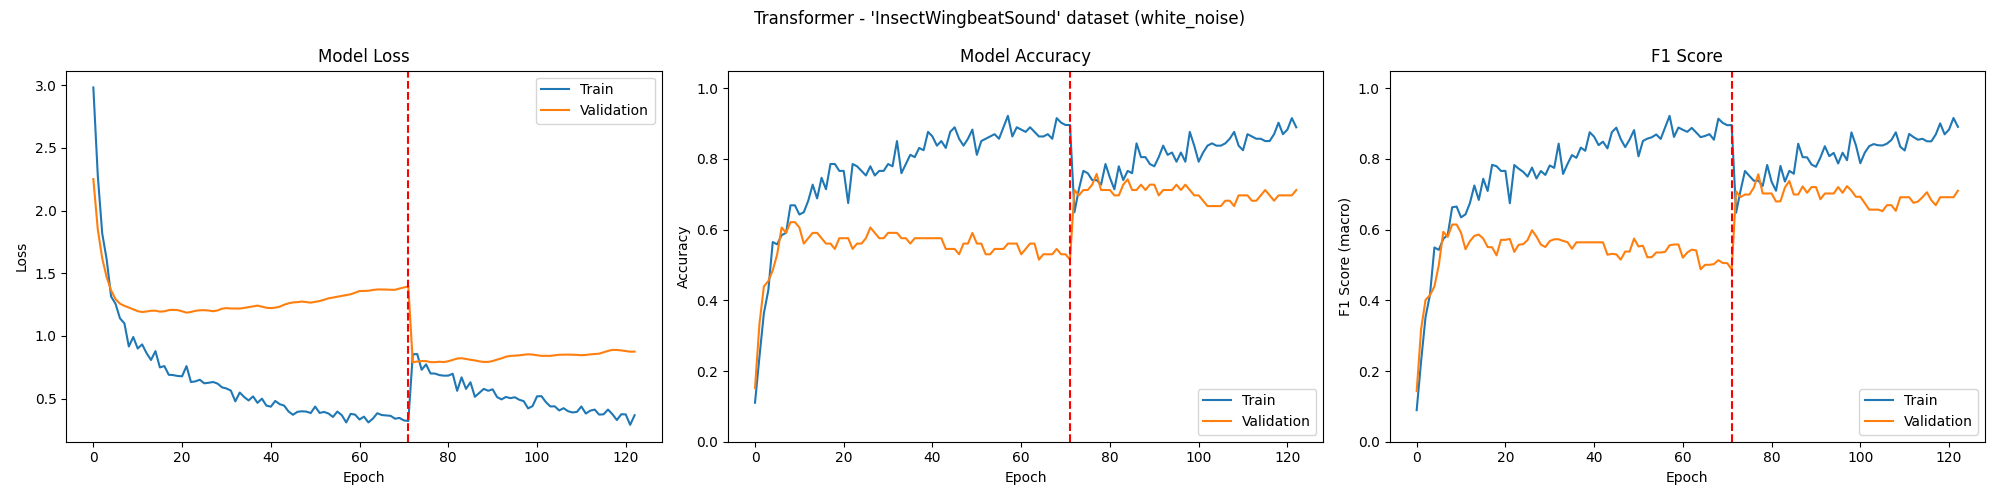 Transformer - 'InsectWingbeatSound' dataset (white_noise)
Model Loss
3.0
2.5
2.0
1.5
1.0
0.5
Loss
0 20 40 60 80 100 120
Epoch
Train
Validation
Model Accuracy
1.0
0.8
0.6
0.4
0.2
0.0
Accuracy
0 20 40 60 80 100 120
Epoch
Train
Validation
F1 Score
1.0
0.8
0.6
0.4
0.2
0.0
F1 Score (macro)
0 20 40 60 80 100 120
Epoch
Train
Validation